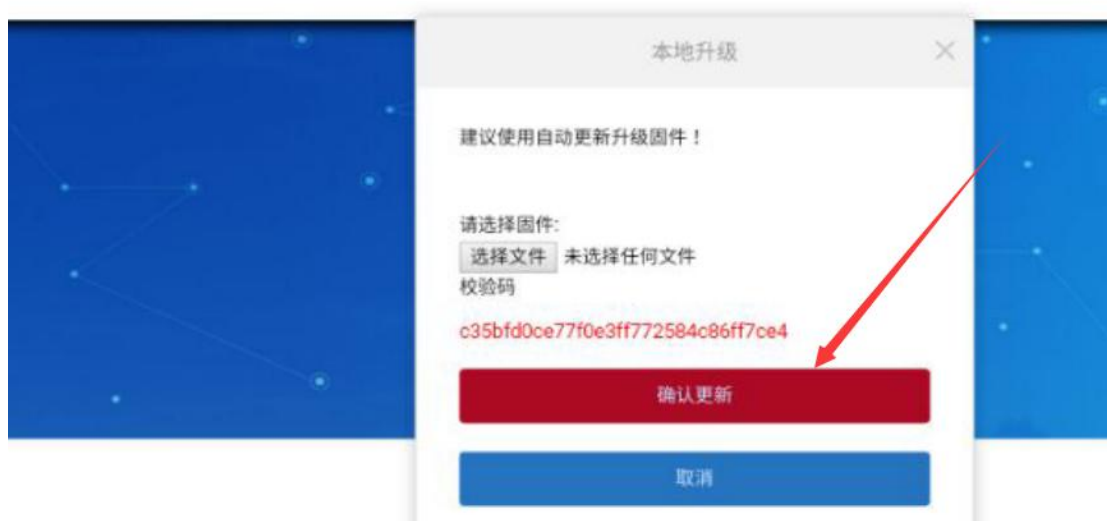 本地升级
建议使用自动更新升级固件！
请选择固件:
选择文件 未选择任何文件
校验码
c35bfd0ce77f0e3ff772584c86ff7ce4
确认更新
取消